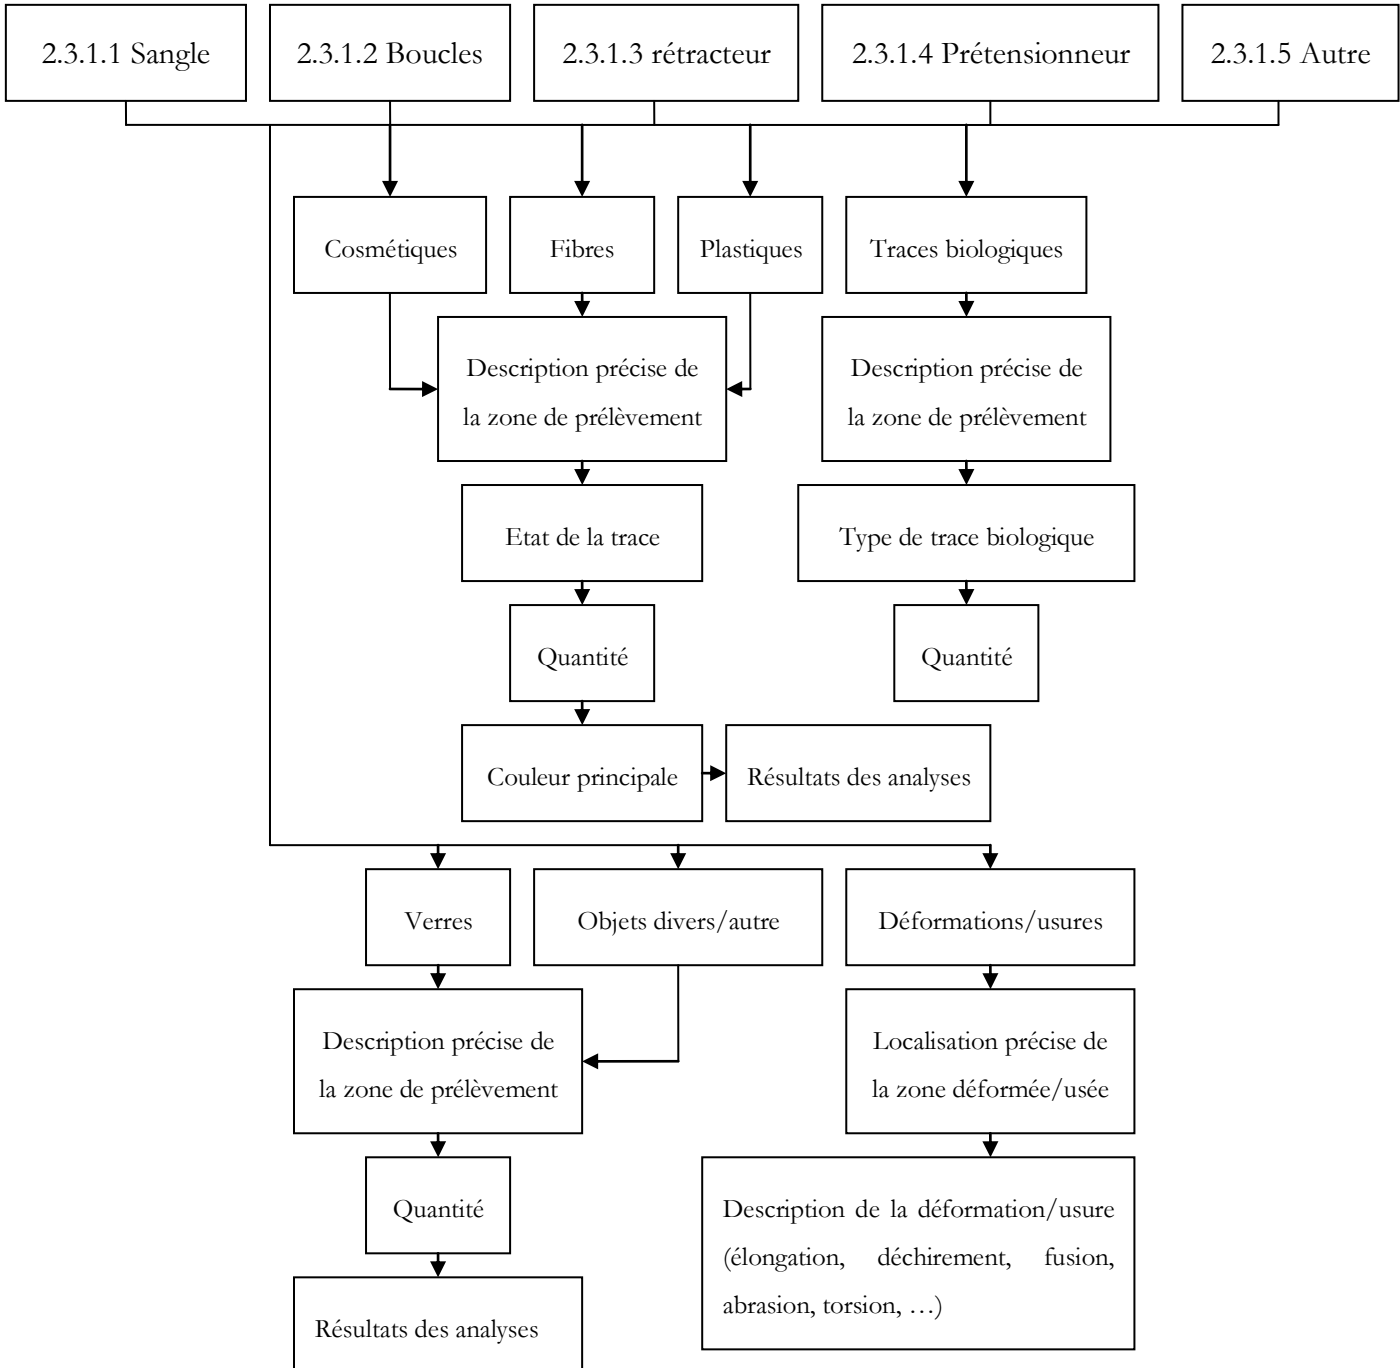 2.3.1.1 Sangle
2.3.1.2 Boucles
2.3.1.3 rétracteur
2.3.1.4 Prétensionneur
2.3.1.5 Autre
Cosmétiques
Fibres
Plastiques
Traces biologiques
Description précise de
la zone de prélèvement
Description précise de
la zone de prélèvement
Etat de la trace
Type de trace biologique
Quantité
Quantité
Couleur principale
Résultats des analyses
Verres
Objets divers/autre
Déformations/usures
Description précise de
la zone de prélèvement
Localisation précise de
la zone déformée/usée
Quantité
Description de la déformation/usure
(élongation, déchirement, fusion,
abrasion, torsion, …)
Résultats des analyses